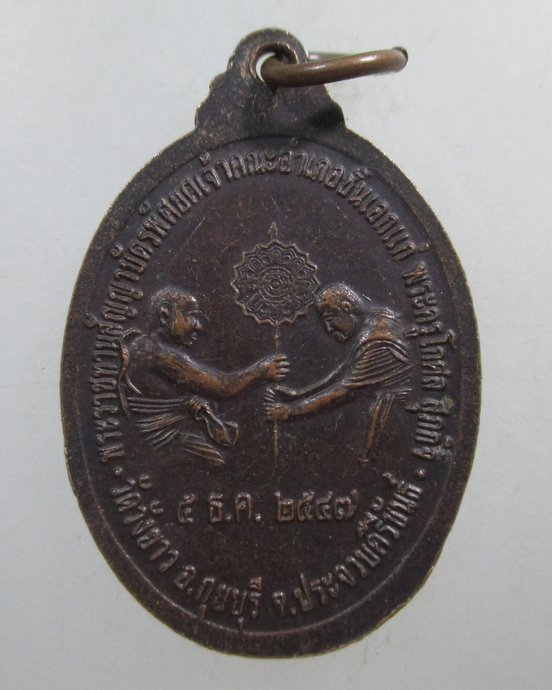 พระราชทานสัญญาบัตรพัดยศเจ้าคณะอำเภอชั้นเอกแก่ พระครูโกศล
๕ ธ.ค. ๒๕๔๗
• วัดวังยาว อ.กุยบุรี จ.ประจวบคีรีขันธ์ •